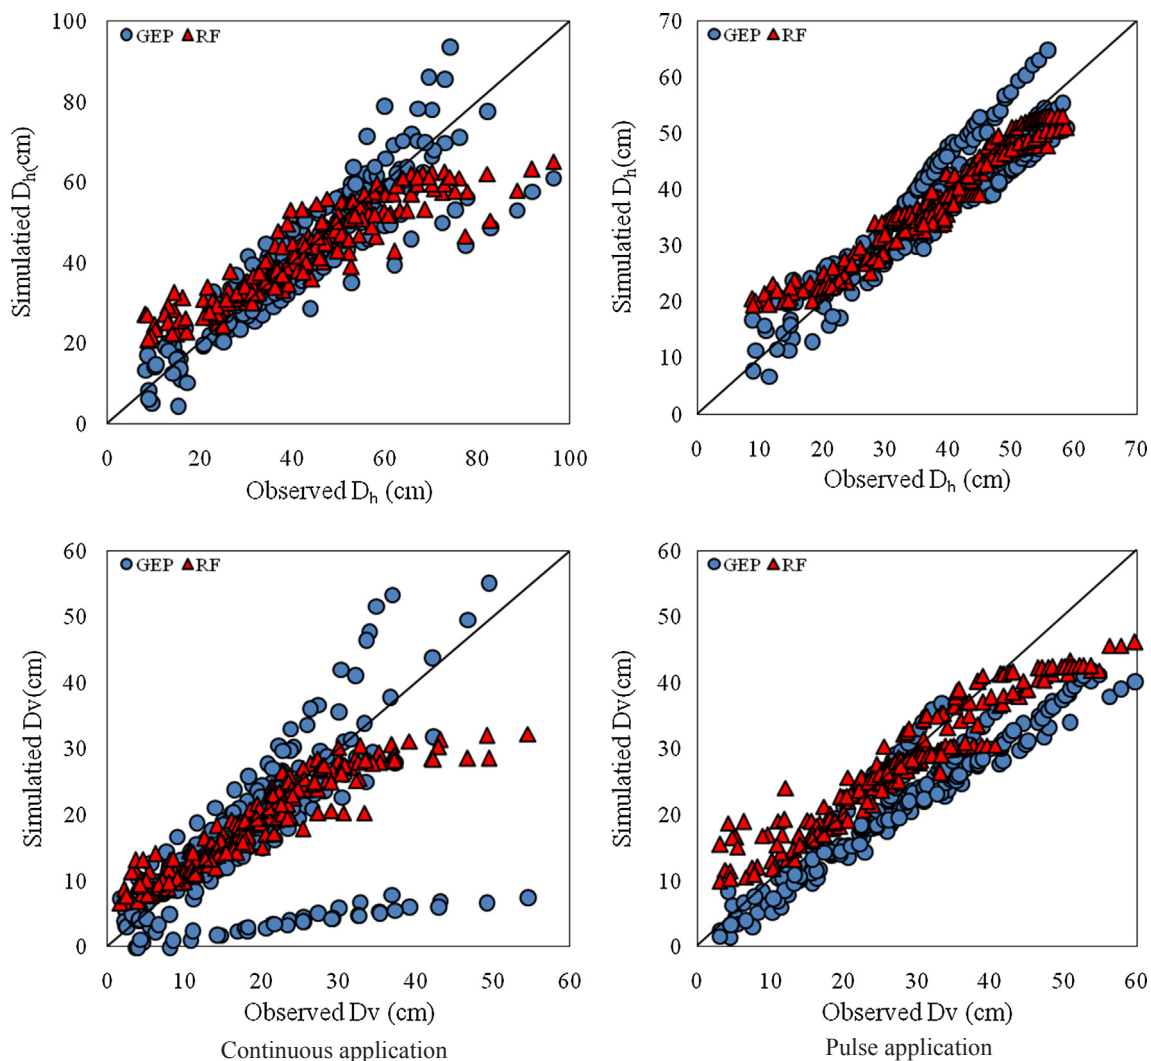 GEP RF
100
80
60
40
20
0
Simulatied D_h(cm)
0 20 40 60 80 100
Observed D_h (cm)
GEP RF
70
60
50
40
30
20
10
0
Simulatied D_h(cm)
0 10 20 30 40 50 60 70
Observed D_h (cm)
GEP RF
60
50
40
30
20
10
0
Simulatied Dv(cm)
0 10 20 30 40 50 60
Observed Dv (cm)
Continuous application
GEP RF
60
50
40
30
20
10
0
Simulatied Dv(cm)
0 10 20 30 40 50 60
Observed Dv (cm)
Pulse application